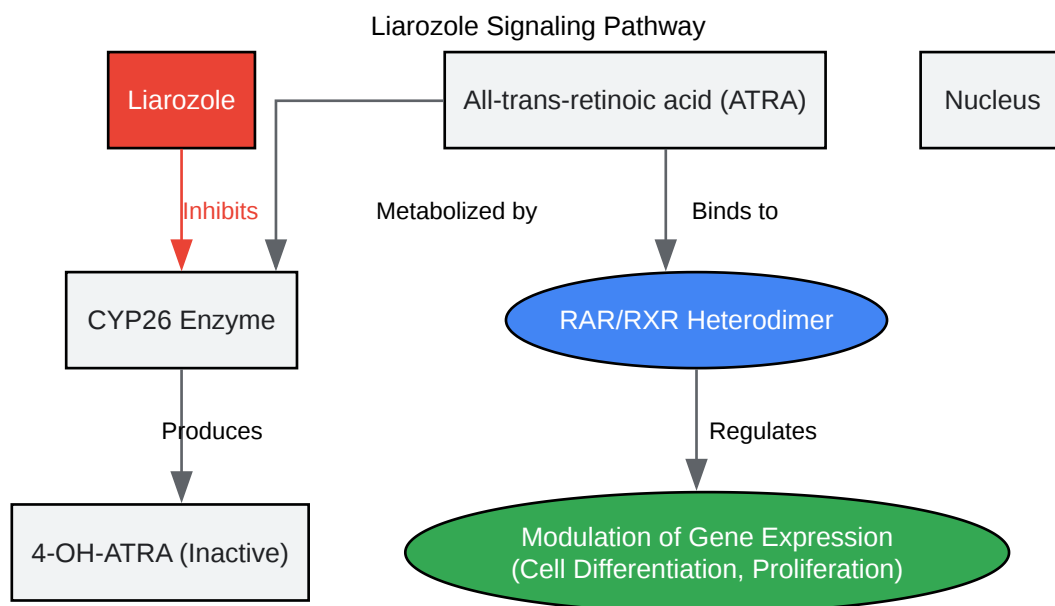 Liarozole Signaling Pathway
Liarozole
All-trans-retinoic acid (ATRA)
Nucleus
Inhibits
Metabolized by
Binds to
CYP26 Enzyme
RAR/RXR Heterodimer
Produces
Regulates
4-OH-ATRA (Inactive)
Modulation of Gene Expression
(Cell Differentiation, Proliferation)